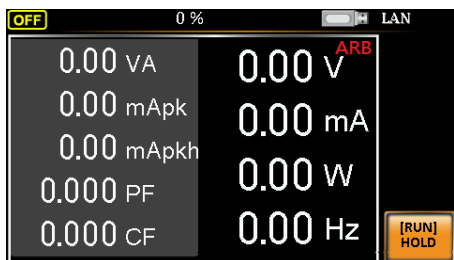 OFF 0 % LAN
ARB
0.00 VA 0.00 V
0.00 mApk 0.00 mA
0.00 mApkh 0.00 W
0.000 PF 0.00 Hz
0.000 CF
[RUN]
HOLD